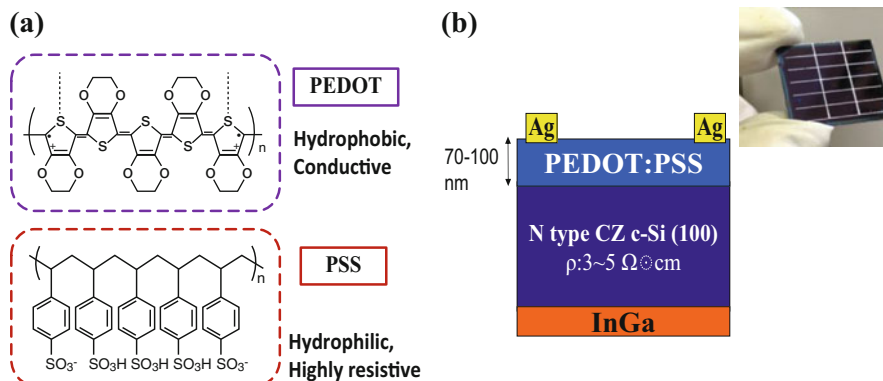 (a)
PEDOT
Hydrophobic,
Conductive
O O O O
S S S
+ +
S S
O O O O O O
n
PSS
Hydrophilic,
Highly resistive
n
SO₃⁻ SO₃H SO₃H SO₃H SO₃⁻
(b)
Ag Ag
70-100
nm
PEDOT:PSS
N type CZ c-Si (100)
ρ:3~5 Ω⊙cm
InGa